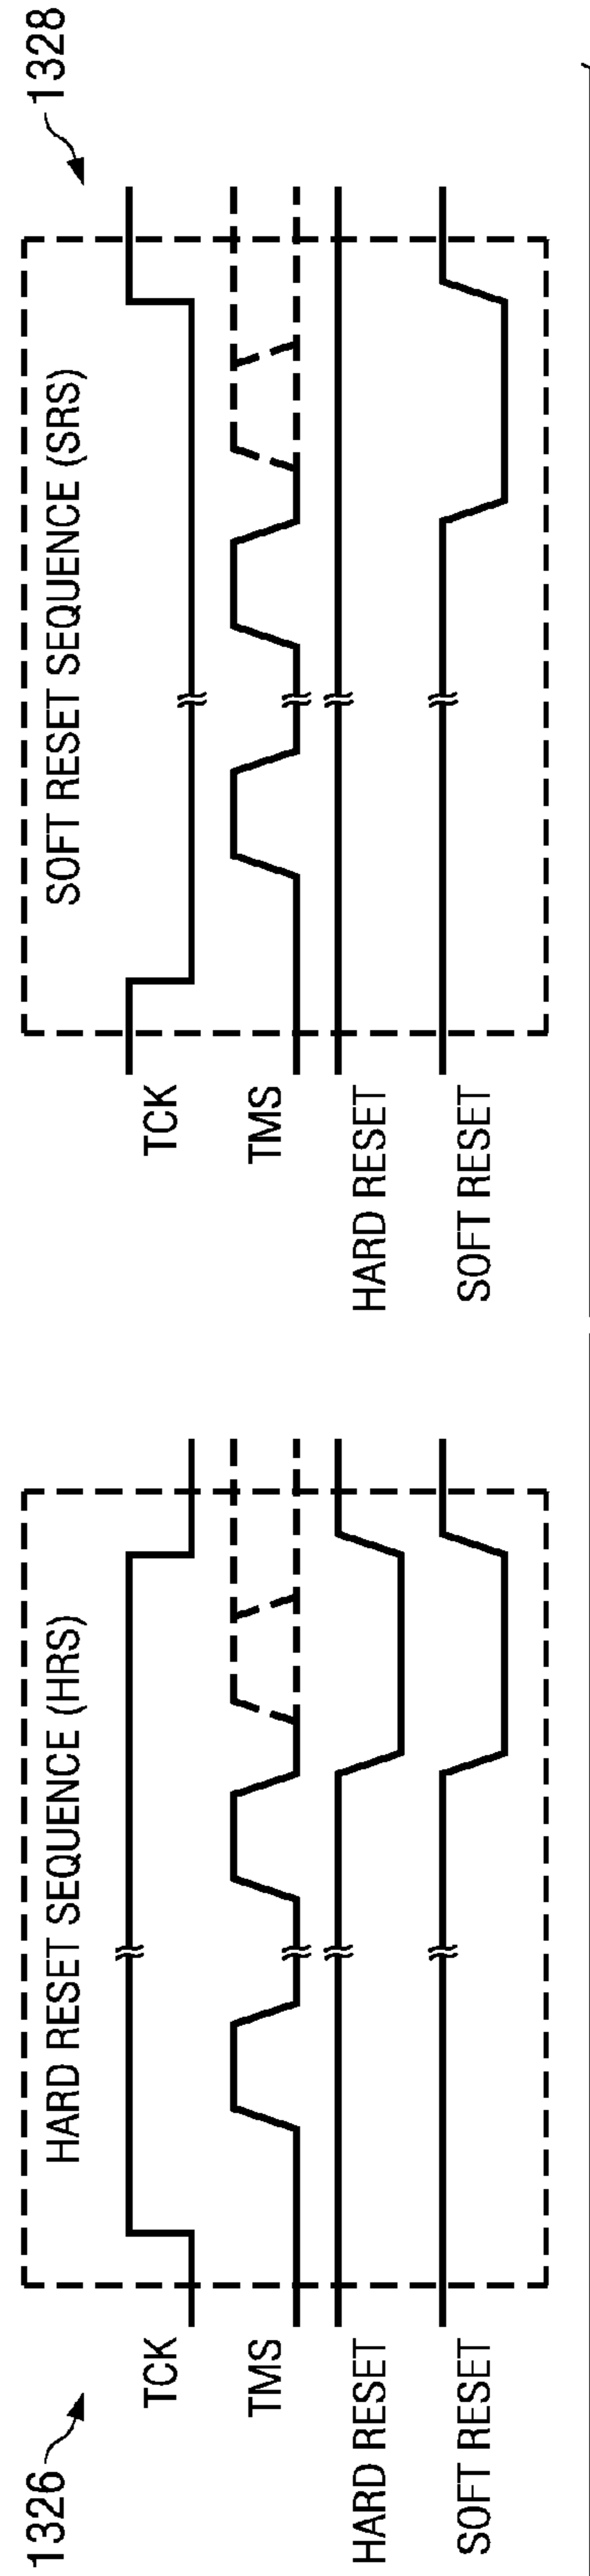 1326
HARD RESET SEQUENCE (HRS)
TCK
TMS
HARD RESET
SOFT RESET
1328
SOFT RESET SEQUENCE (SRS)
TCK
TMS
HARD RESET
SOFT RESET